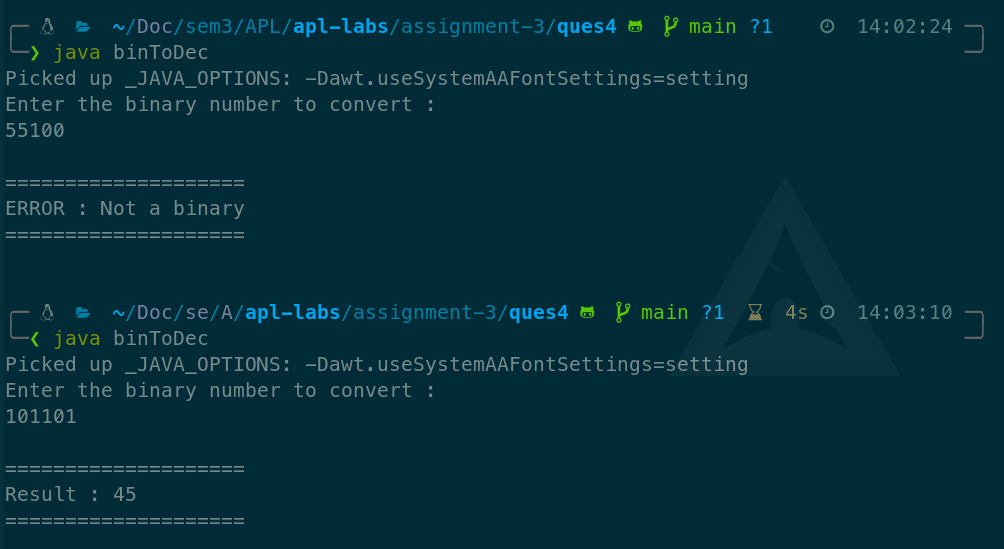 ~/Doc/sem3/APL/apl-labs/assignment-3/ques4 main ?1 14:02:24
❯ java binToDec
Picked up _JAVA_OPTIONS: -Dawt.useSystemAAFontSettings=setting
Enter the binary number to convert :
55100
====================
ERROR : Not a binary
====================
~/Doc/se/A/apl-labs/assignment-3/ques4 main ?1 4s 14:03:10
❮ java binToDec
Picked up _JAVA_OPTIONS: -Dawt.useSystemAAFontSettings=setting
Enter the binary number to convert :
101101
====================
Result : 45
====================